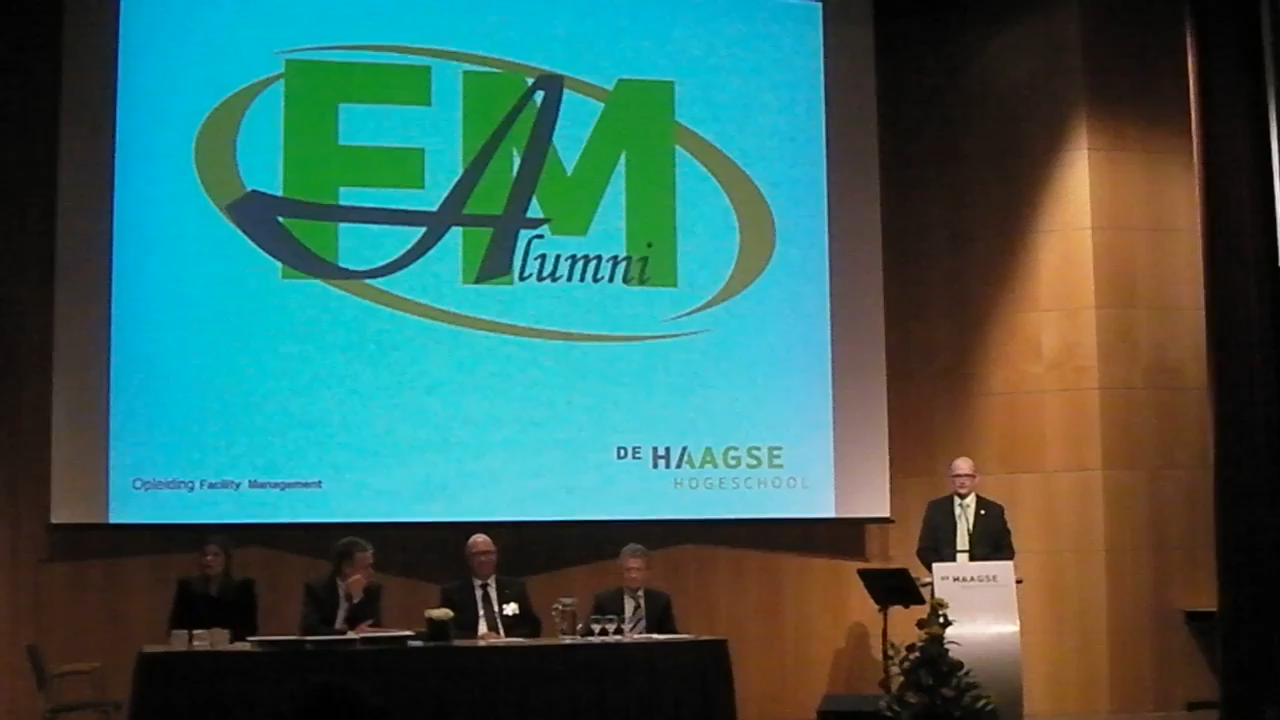 FM
Alumni
DE HAAGSE
HOGESCHOOL
Opleiding Facility Management
DE HAAGSE